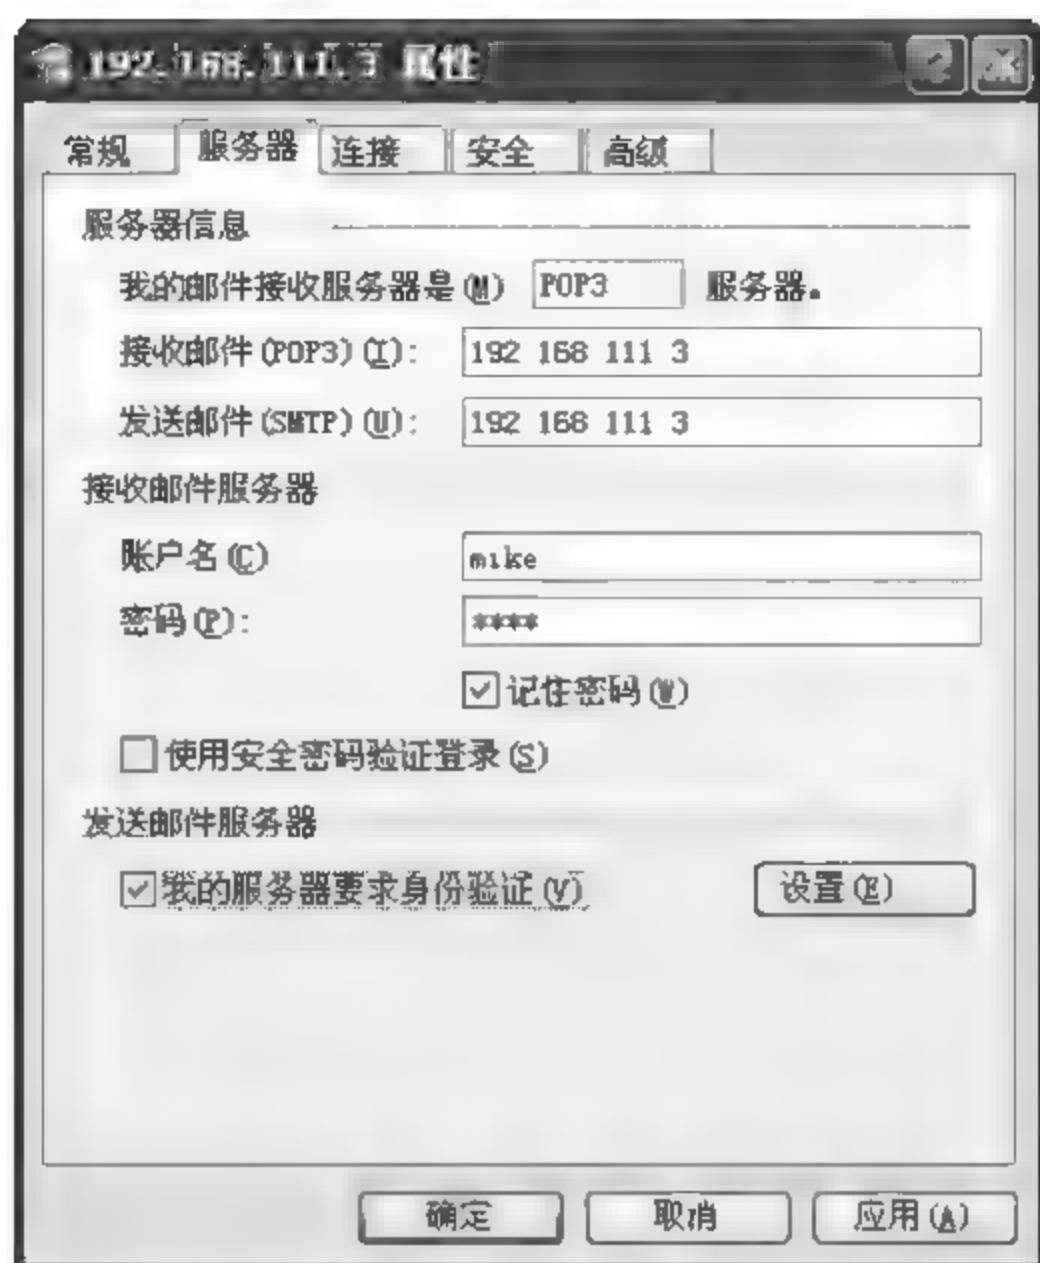 192.168.111.3 属性
常规 服务器 连接 安全 高级
服务器信息
我的邮件接收服务器是(M) POP3 服务器。
接收邮件(POP3)(I): 192 168 111 3
发送邮件(SMTP)(U): 192 168 111 3
接收邮件服务器
账户名(C) mike
密码(P): ****
记住密码(W)
使用安全密码验证登录(S)
发送邮件服务器
我的服务器要求身份验证(V) 设置(E)
确定 取消 应用(A)